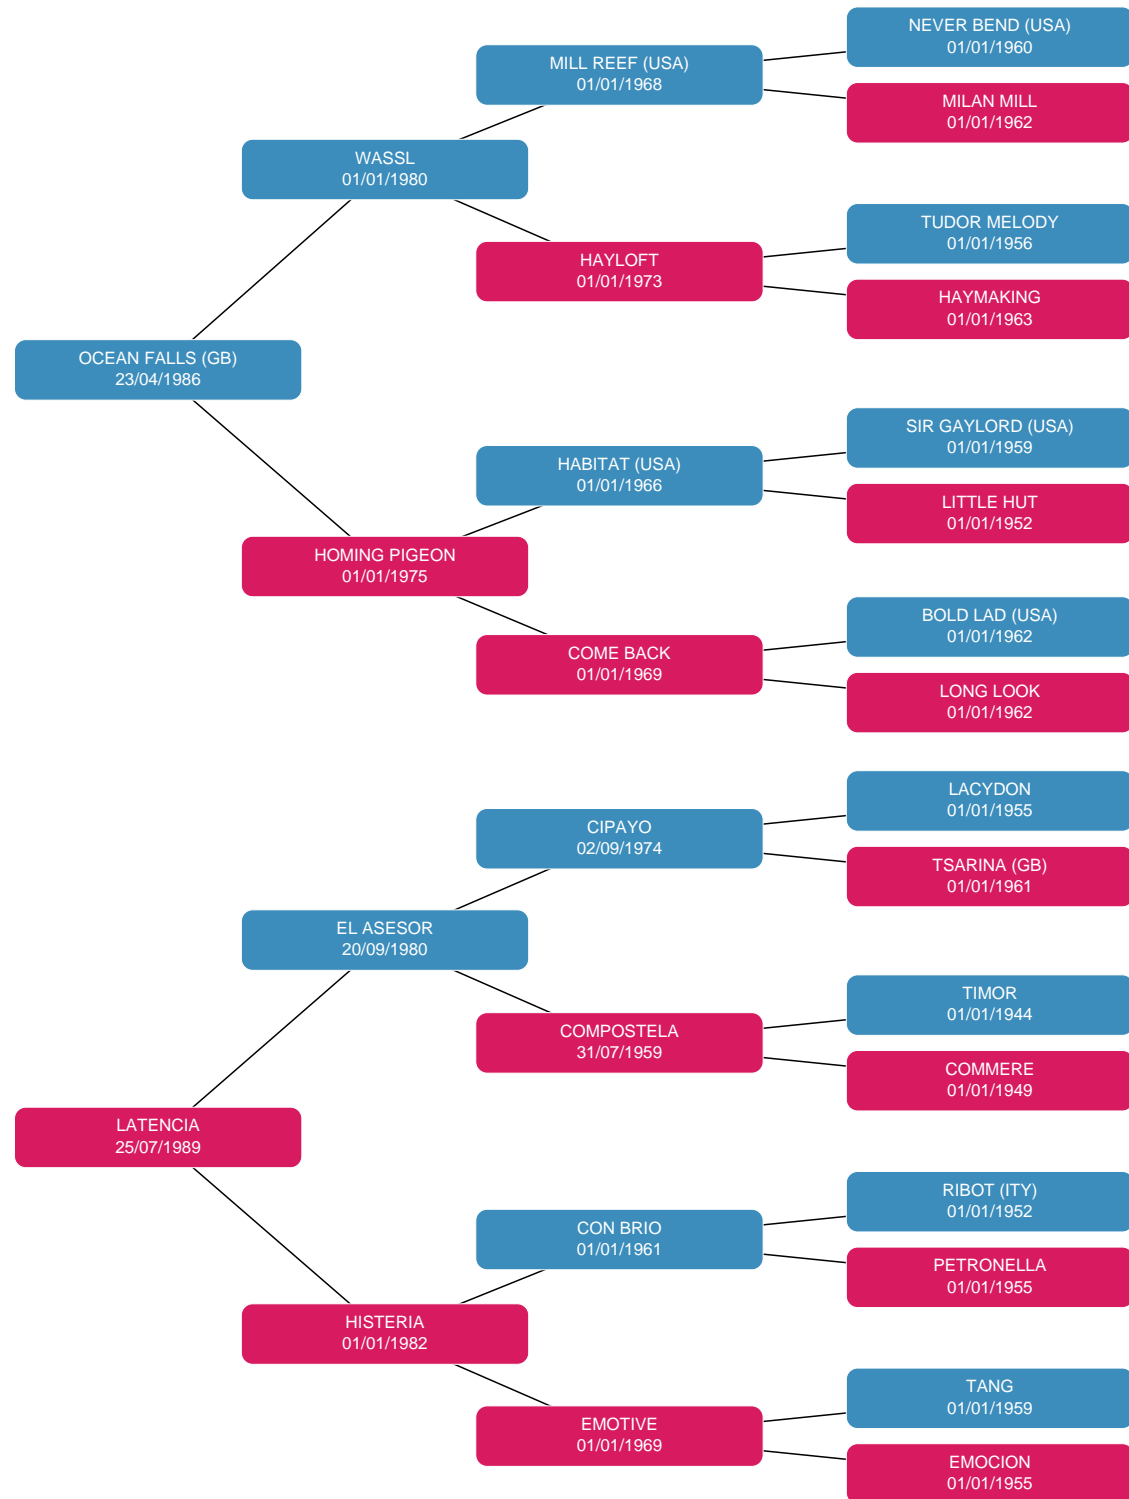 NEVER BEND (USA)
01/01/1960
MILL REEF (USA)
01/01/1968
MILAN MILL
01/01/1962
WASSL
01/01/1980
TUDOR MELODY
01/01/1956
HAYLOFT
01/01/1973
HAYMAKING
01/01/1963
OCEAN FALLS (GB)
23/04/1986
SIR GAYLORD (USA)
01/01/1959
HABITAT (USA)
01/01/1966
LITTLE HUT
01/01/1952
HOMING PIGEON
01/01/1975
BOLD LAD (USA)
01/01/1962
COME BACK
01/01/1969
LONG LOOK
01/01/1962
LACYDON
01/01/1955
CIPAYO
02/09/1974
TSARINA (GB)
01/01/1961
EL ASESOR
20/09/1980
TIMOR
01/01/1944
COMPOSTELA
31/07/1959
COMMERE
01/01/1949
LATENCIA
25/07/1989
RIBOT (ITY)
01/01/1952
CON BRIO
01/01/1961
PETRONELLA
01/01/1955
HISTERIA
01/01/1982
TANG
01/01/1959
EMOTIVE
01/01/1969
EMOCION
01/01/1955